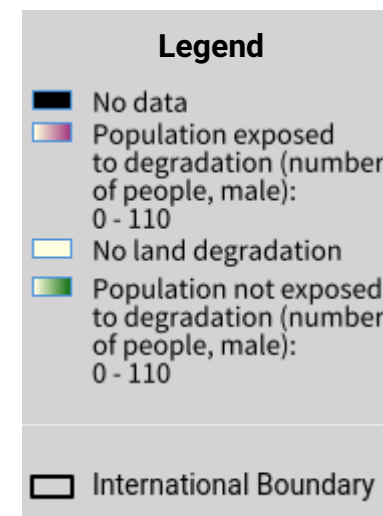 Legend
No data
Population exposed
to degradation (number
of people, male):
0 - 110
No land degradation
Population not exposed
to degradation (number
of people, male):
0 - 110
International Boundary